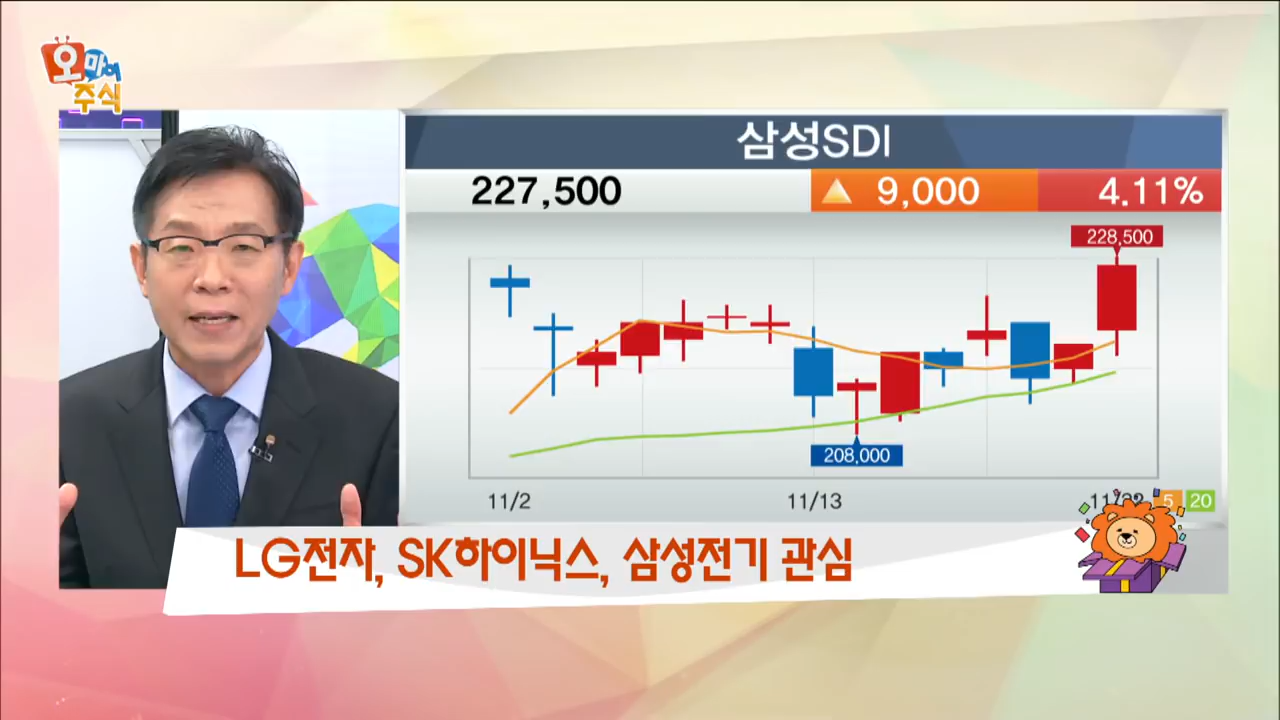 오마이
주식
삼성SDI
227,500 ▲ 9,000 4.11%
228,500
208,000
11/2 11/13 5 20
LG전자, SK하이닉스, 삼성전기 관심